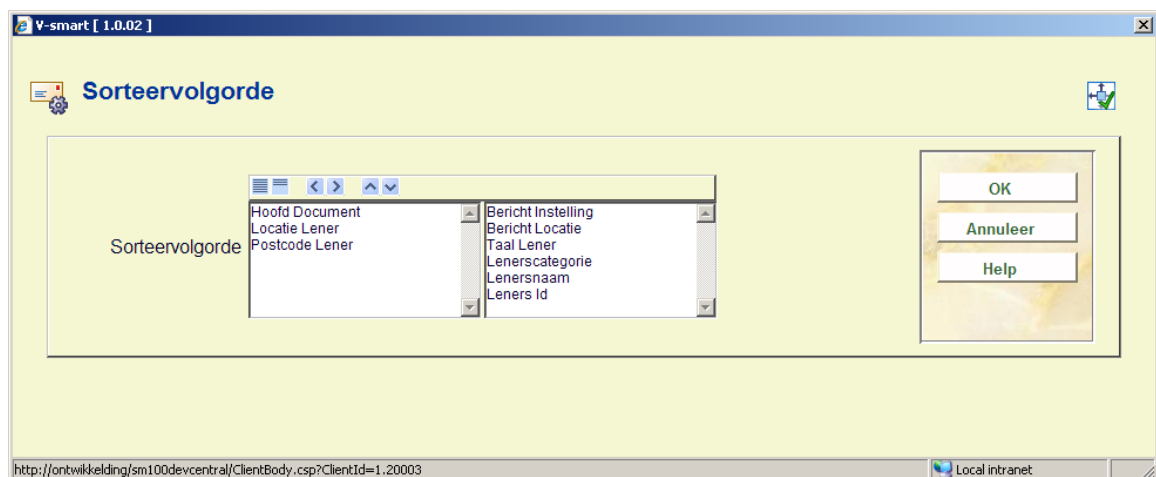 V-smart [ 1.0.02 ]
Sorteervolgorde
Sorteervolgorde
Hoofd Document
Locatie Lener
Postcode Lener
Bericht Instelling
Bericht Locatie
Taal Lener
Lenerscategorie
Lenersnaam
Leners Id
OK
Annuleer
Help
http://ontwikkelding/sm100devcentral/ClientBody.csp?ClientId=1.20003
Local intranet